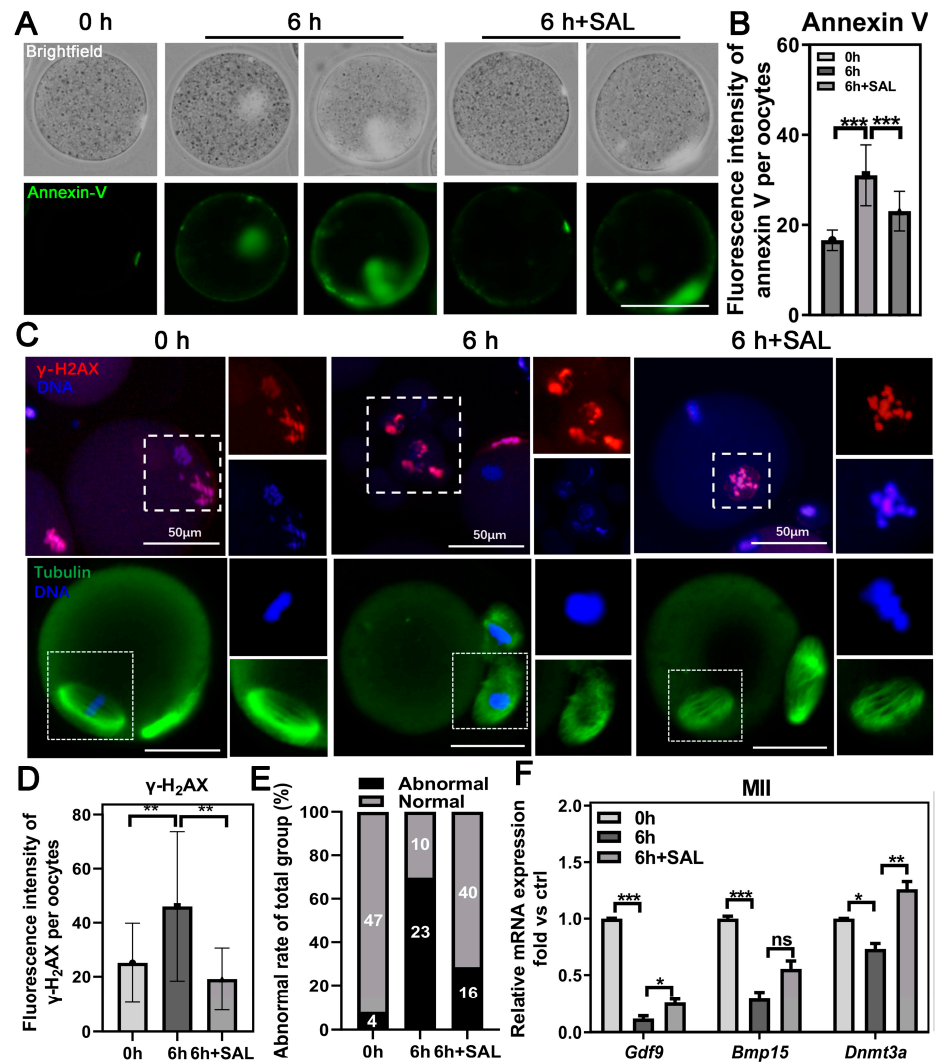 A
0 h
6 h
6 h+SAL
Brightfield
Annexin-V
B
Annexin V
Fluorescence intensity of
annexin V per oocytes
60
40
20
0
0h
6h
6h+SAL
***
***
C
0 h
6 h
6 h+SAL
γ-H2AX
DNA
50μm
50μm
50μm
Tubulin
DNA
D
γ-H₂AX
Fluorescence intensity of
γ-H₂AX per oocytes
80
60
40
20
0
**
**
0h
6h
6h+SAL
E
Abnormal
Normal
Abnormal rate of total group (%)
100
80
60
40
20
0
47
4
10
23
40
16
0h
6h
6h+SAL
F
MII
Relative mRNA expression
fold vs ctrl
2.0
1.5
1.0
0.5
0.0
0h
6h
6h+SAL
***
*
***
ns
*
**
Gdf9
Bmp15
Dnmt3a